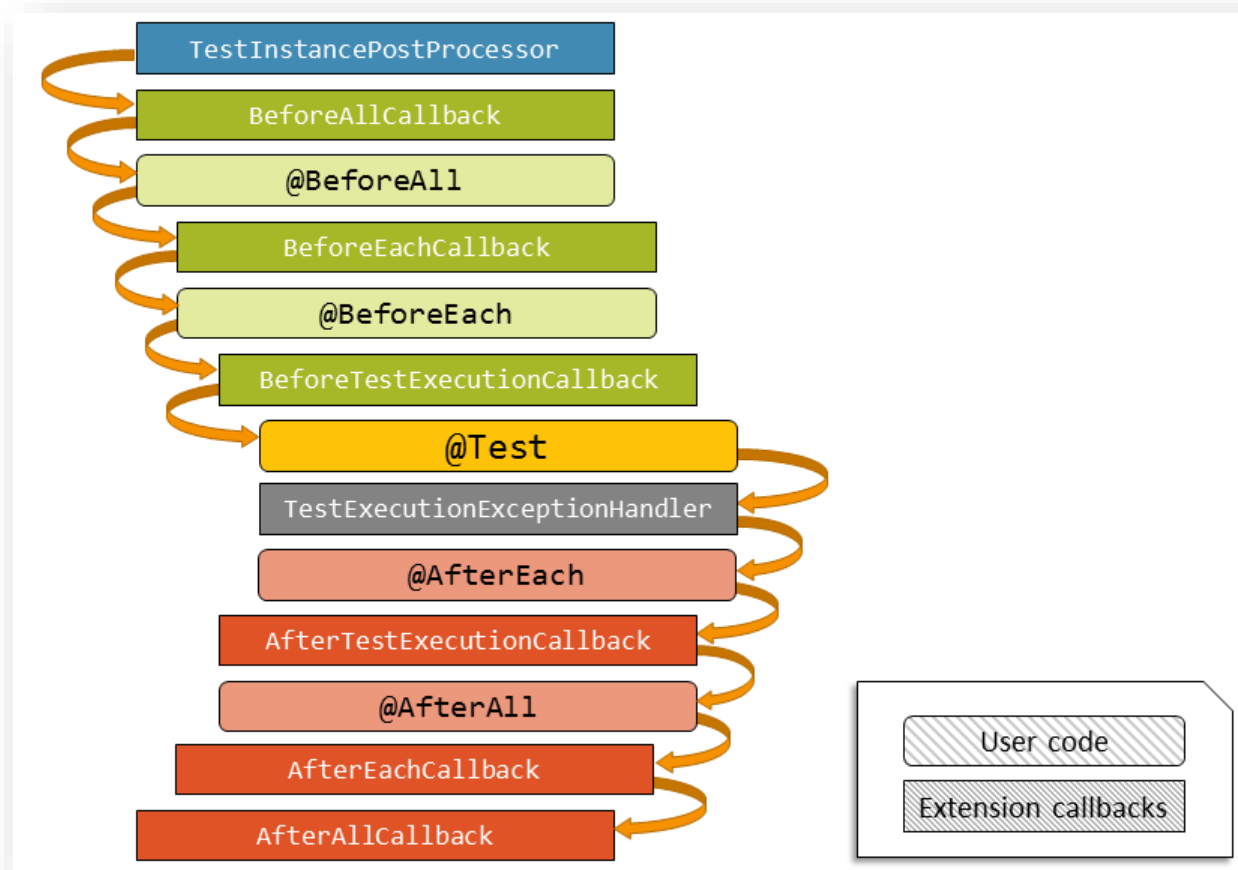 TestInstancePostProcessor
BeforeAllCallback
@BeforeAll
BeforeEachCallback
@BeforeEach
BeforeTestExecutionCallback
@Test
TestExecutionExceptionHandler
@AfterEach
AfterTestExecutionCallback
@AfterAll
AfterEachCallback
AfterAllCallback
User code
Extension callbacks